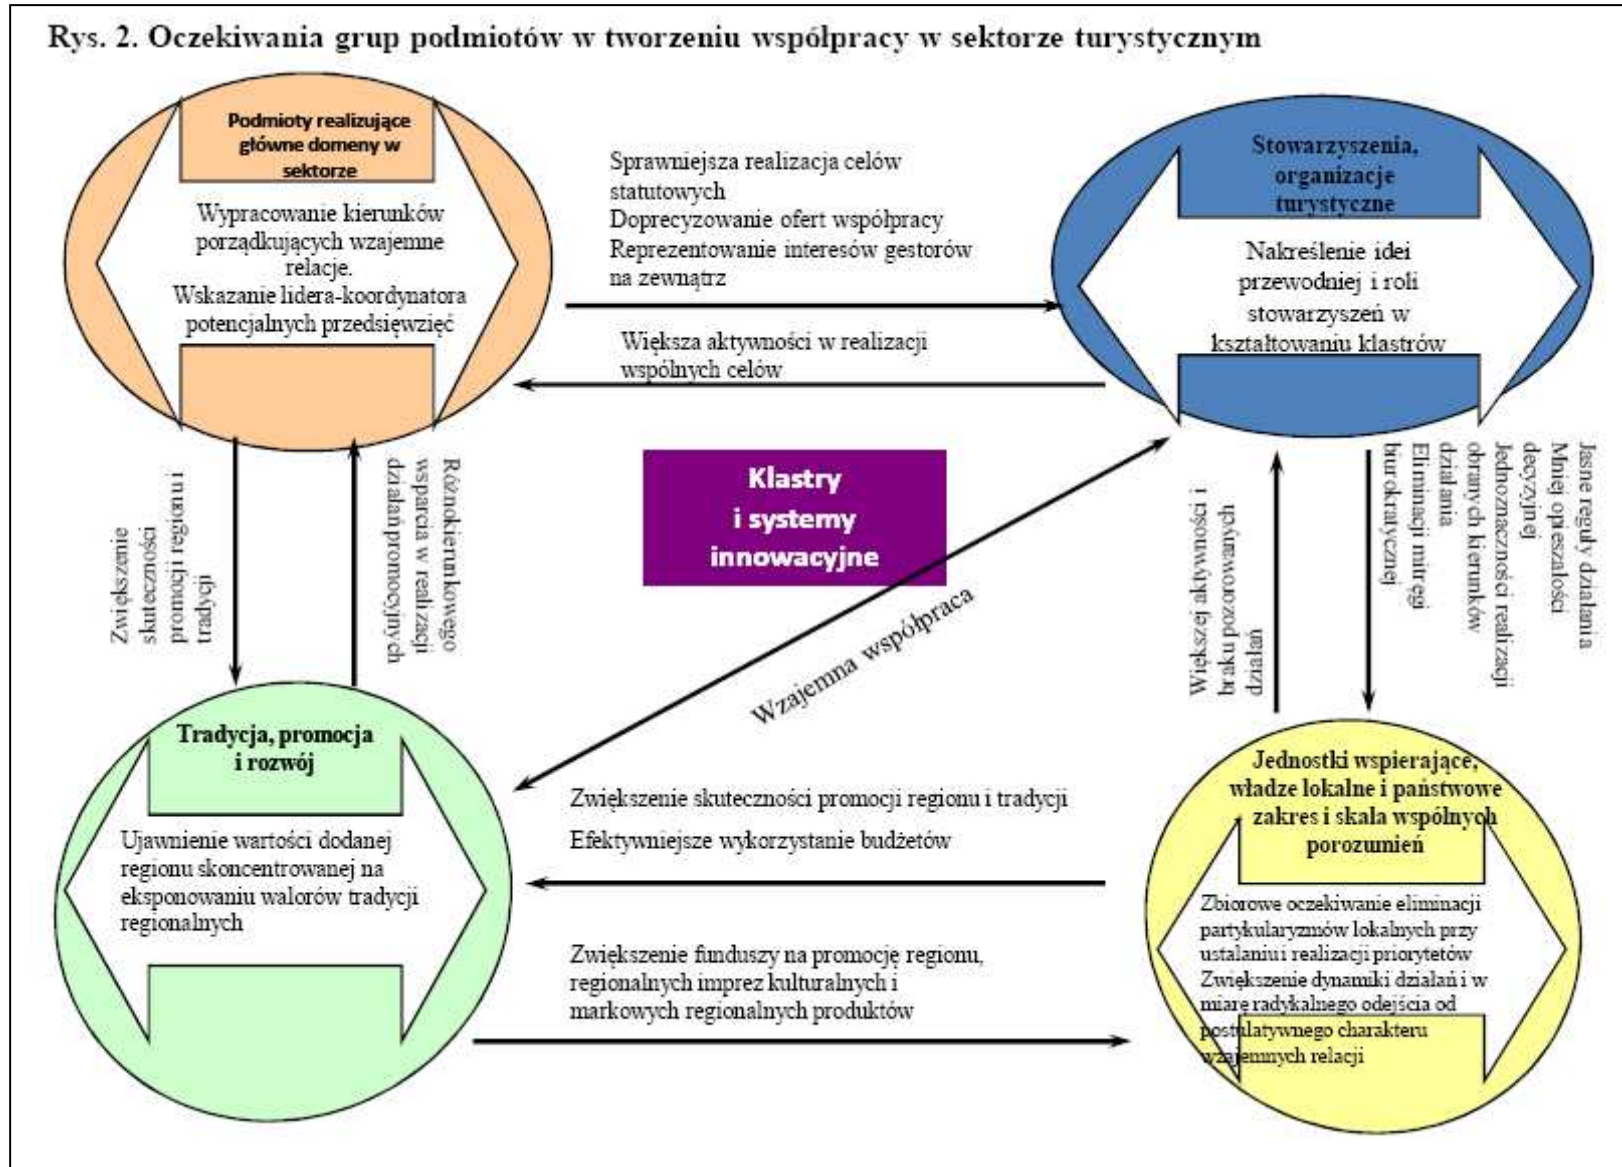 Rys. 2. Oczekiwania grup podmiotów w tworzeniu współpracy w sektorze turystycznym
Podmioty realizujące
główne domeny w
sektorze
Wypracowanie kierunków
porządkujących wzajemne
relacje.
Wskazanie lidera-koordynatora
potencjalnych przedsięwzięć
Sprawniejsza realizacja celów
statutowych
Doprecyzowanie ofert współpracy
Reprezentowanie interesów gestorów
na zewnątrz
Większa aktywności w realizacji
wspólnych celów
Stowarzyszenia,
organizacje
turystyczne
Nakreślenie idei
przewodniej i roli
stowarzyszeń w
kształtowaniu klastrów
Zwiększenie
skuteczności
promocji regionu i
tradycji
Różnokierunkowego
wsparcia w realizacji
działań promocyjnych
Klastry
i systemy
innowacyjne
Wzajemna współpraca
Większej aktywności i
braku pozorowanych
działań
Jasne reguły działania
Mniej opieszałości
decyzyjnej
Jednoznaczności realizacji
obranych kierunków
działania
Eliminacji mitręgi
biurokratycznej
Tradycja, promocja
i rozwój
Ujawnienie wartości dodanej
regionu skoncentrowanej na
eksponowaniu walorów tradycji
regionalnych
Zwiększenie skuteczności promocji regionu i tradycji
Efektywniejsze wykorzystanie budżetów
Zwiększenie funduszy na promocję regionu,
regionalnych imprez kulturalnych i
markowych regionalnych produktów
Jednostki wspierające,
władze lokalne i państwowe
zakres i skala wspólnych
porozumień
Zbiorowe oczekiwanie eliminacji
partykularyzmów lokalnych przy
ustalaniu i realizacji priorytetów
Zwiększenie dynamiki działań i w
miarę radykalnego odejścia od
postulatywnego charakteru
wzajemnych relacji